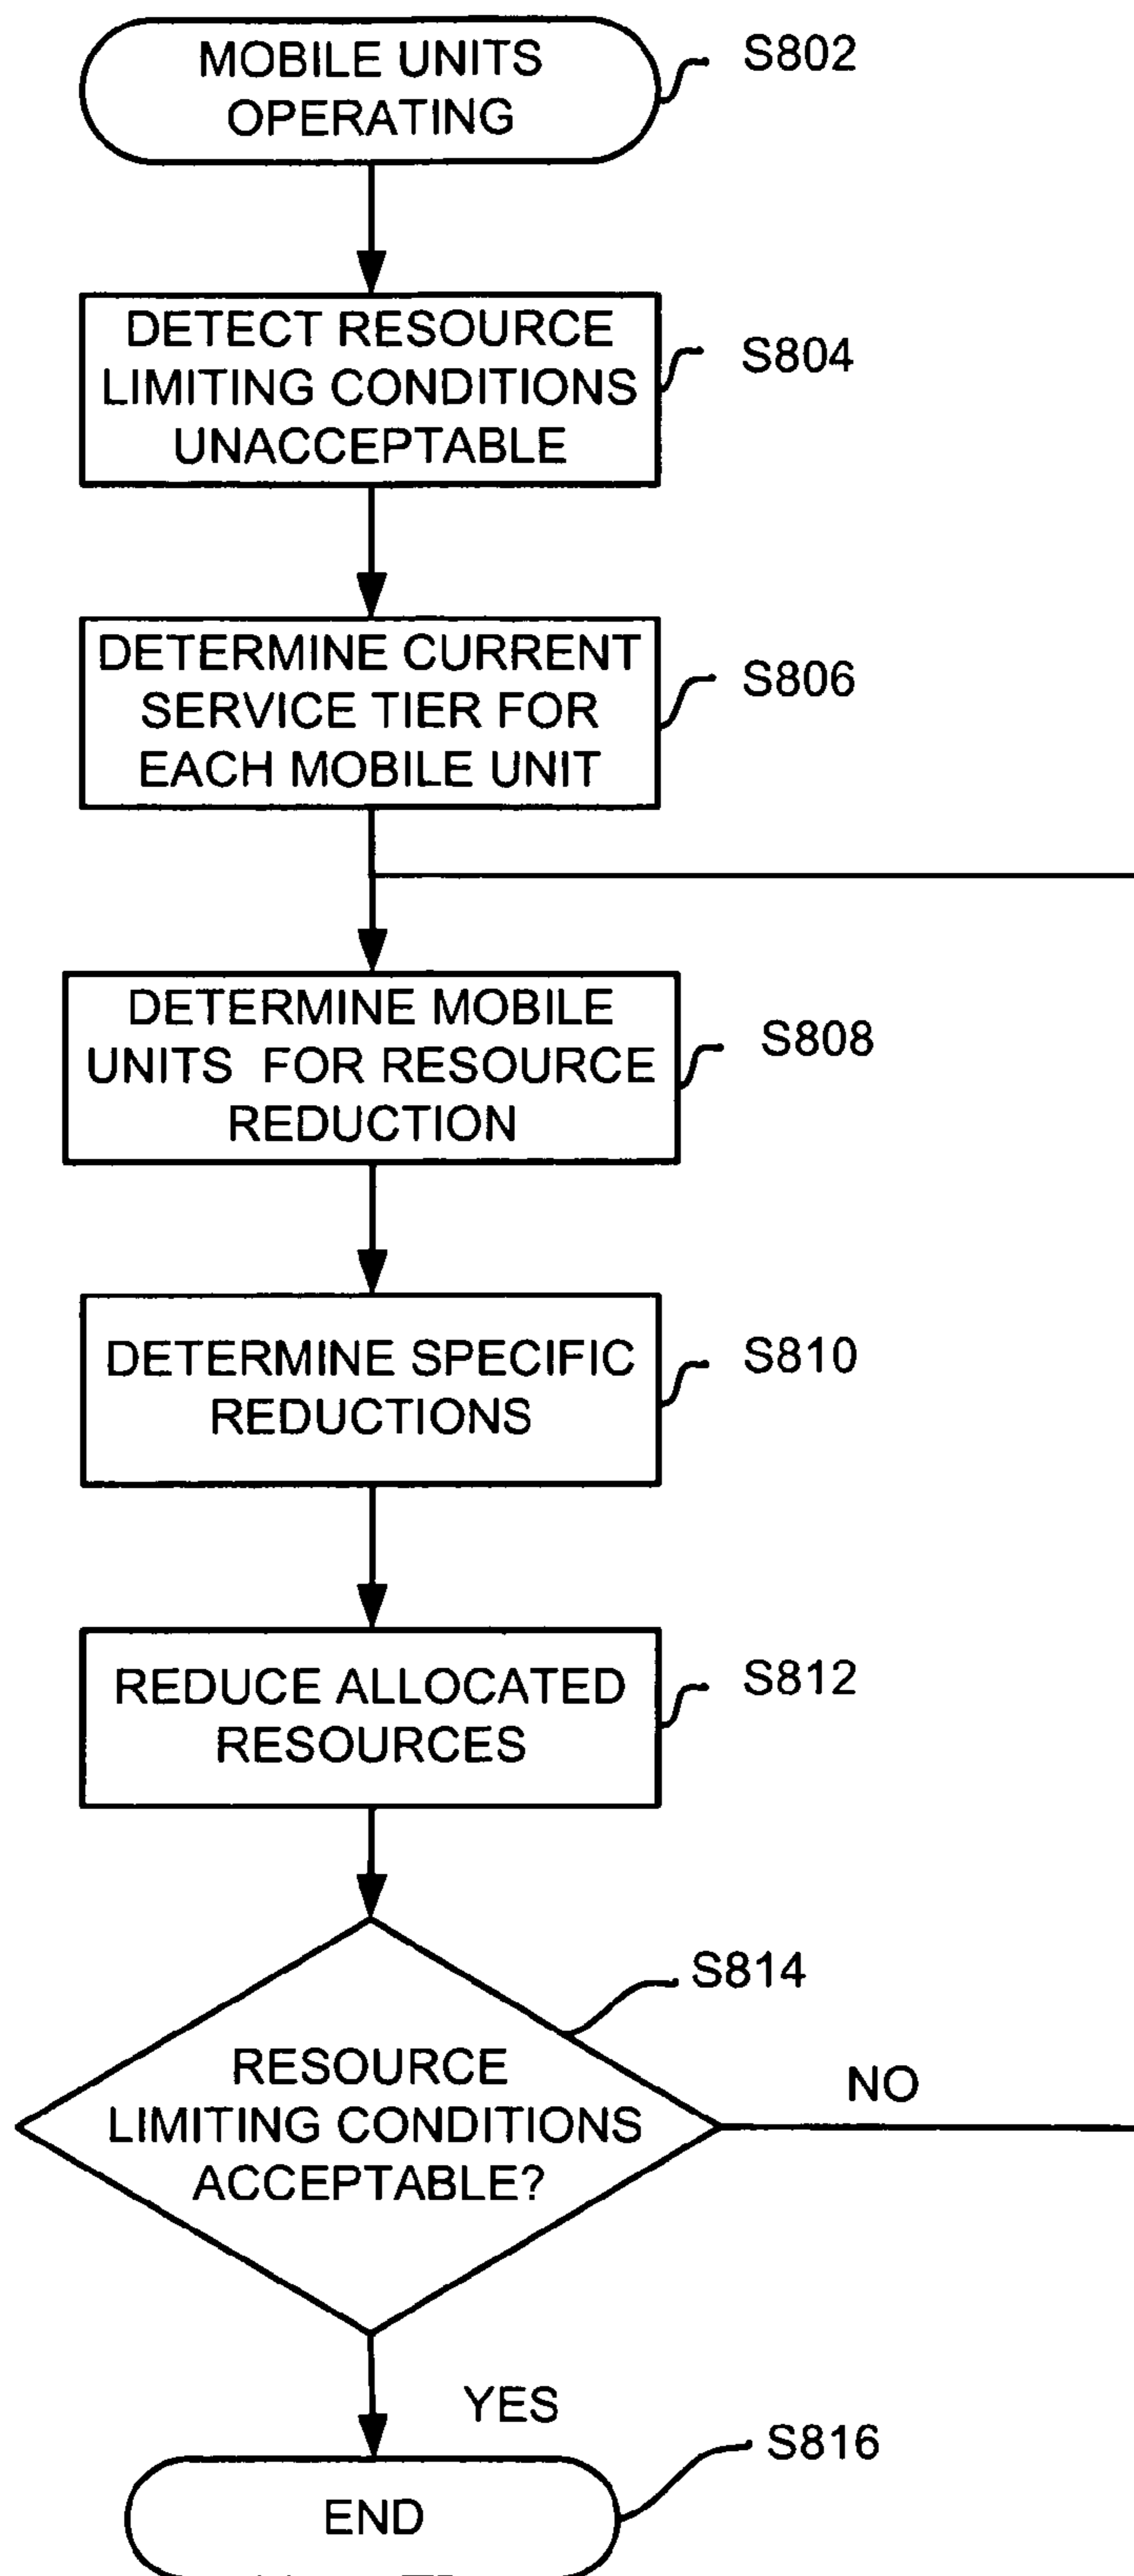 MOBILE UNITS
OPERATING
S802
DETECT RESOURCE
LIMITING CONDITIONS
UNACCEPTABLE
S804
DETERMINE CURRENT
SERVICE TIER FOR
EACH MOBILE UNIT
S806
DETERMINE MOBILE
UNITS FOR RESOURCE
REDUCTION
S808
DETERMINE SPECIFIC
REDUCTIONS
S810
REDUCE ALLOCATED
RESOURCES
S812
S814
RESOURCE
LIMITING CONDITIONS
ACCEPTABLE?
NO
YES
S816
END